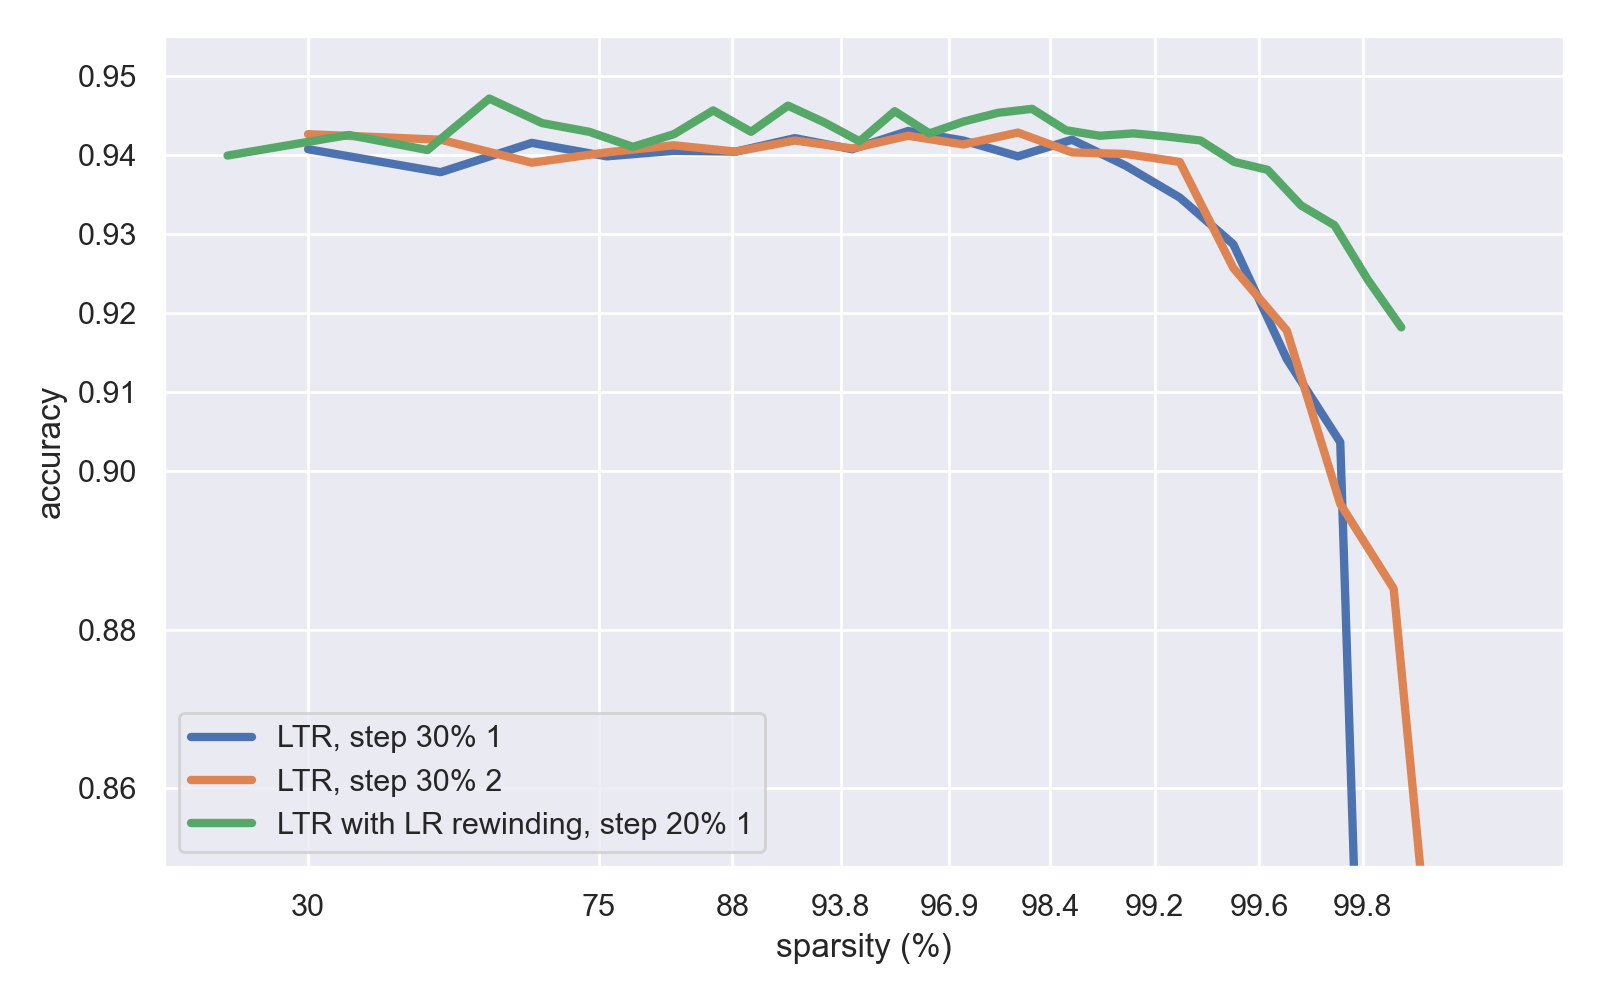 0.95
0.94
0.93
0.92
0.91
0.90
0.88
0.86
accuracy
LTR, step 30% 1
LTR, step 30% 2
LTR with LR rewinding, step 20% 1
30 75 88 93.8 96.9 98.4 99.2 99.6 99.8
sparsity (%)